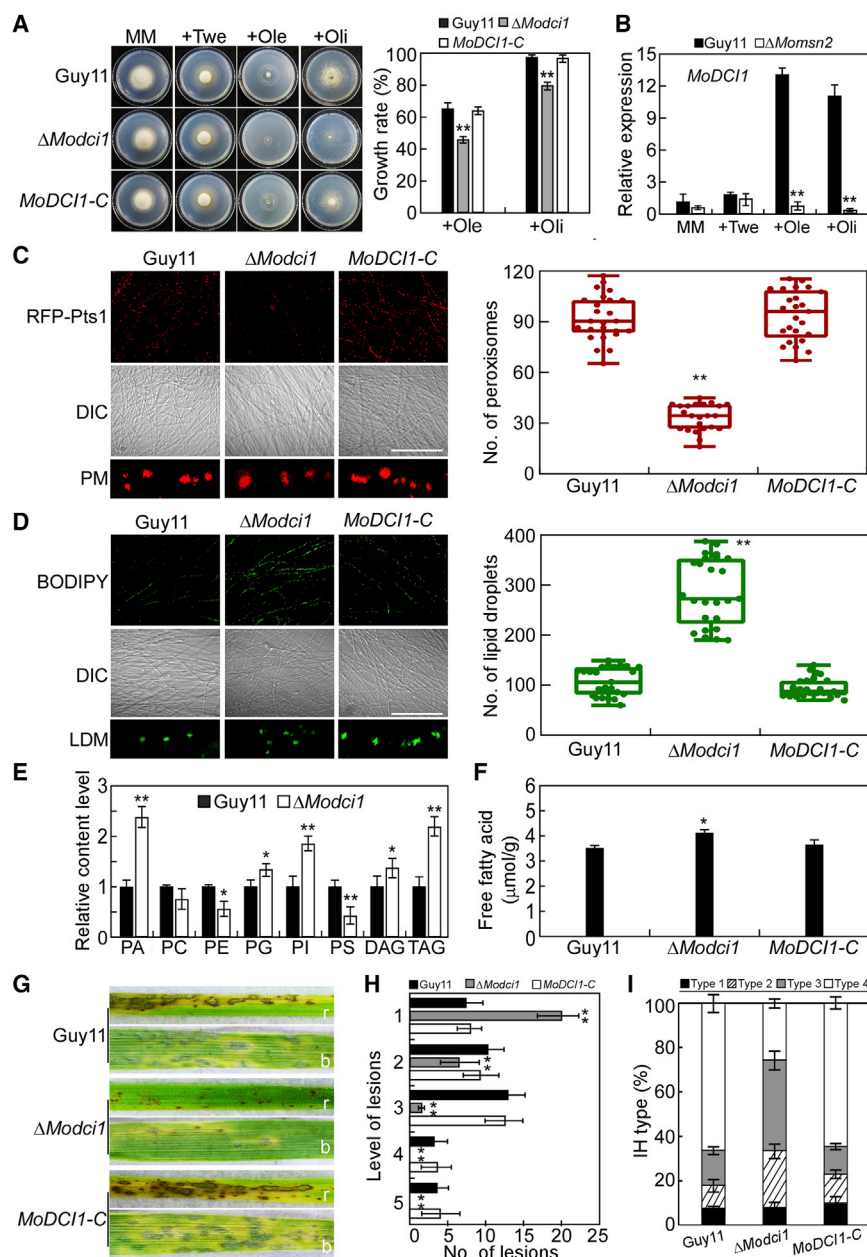 A
MM +Twe +Ole +Oli
Guy11
ΔModci1
MoDCI1-C
Guy11 ΔModci1
MoDCI1-C
Growth rate (%)
100
80
60
40
20
0
** **
+Ole +Oli
B
Guy11 ΔMomsn2
MoDCI1
Relative expression
15
12
9
6
3
0
** **
MM +Twe +Ole +Oli
C
Guy11 ΔModci1 MoDCI1-C
RFP-Pts1
DIC
PM
No. of peroxisomes
120
90
60
30
0
**
Guy11 ΔModci1 MoDCI1-C
D
Guy11 ΔModci1 MoDCI1-C
BODIPY
DIC
LDM
No. of lipid droplets
400
300
200
100
0
**
Guy11 ΔModci1 MoDCI1-C
E
Guy11 ΔModci1
Relative content level
3
2
1
0
** * * ** ** * **
PA PC PE PG PI PS DAG TAG
F
Free fatty acid
(μmol/g)
6
5
4
3
2
1
0
*
Guy11 ΔModci1 MoDCI1-C
G
Guy11
r
b
ΔModci1
r
b
MoDCI1-C
r
b
H
Guy11 ΔModci1 MoDCI1-C
Level of lesions
1
**
2
**
3
**
4
**
5
**
0 5 10 15 20 25
No. of lesions
I
Type 1 Type 2 Type 3 Type 4
IH type (%)
100
80
60
40
20
0
Guy11 ΔModci1 MoDCI1-C